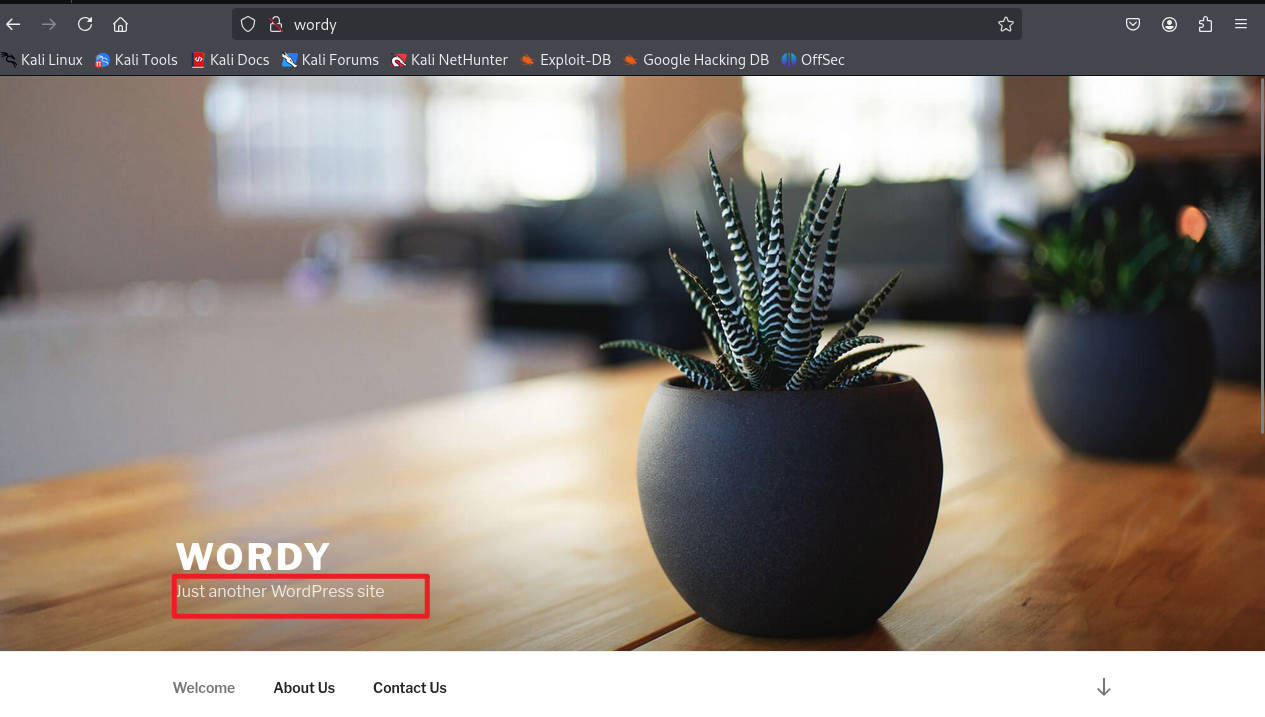 wordy
Kali Linux Kali Tools Kali Docs Kali Forums Kali NetHunter Exploit-DB Google Hacking DB OffSec
WORDY
Just another WordPress site
Welcome About Us Contact Us